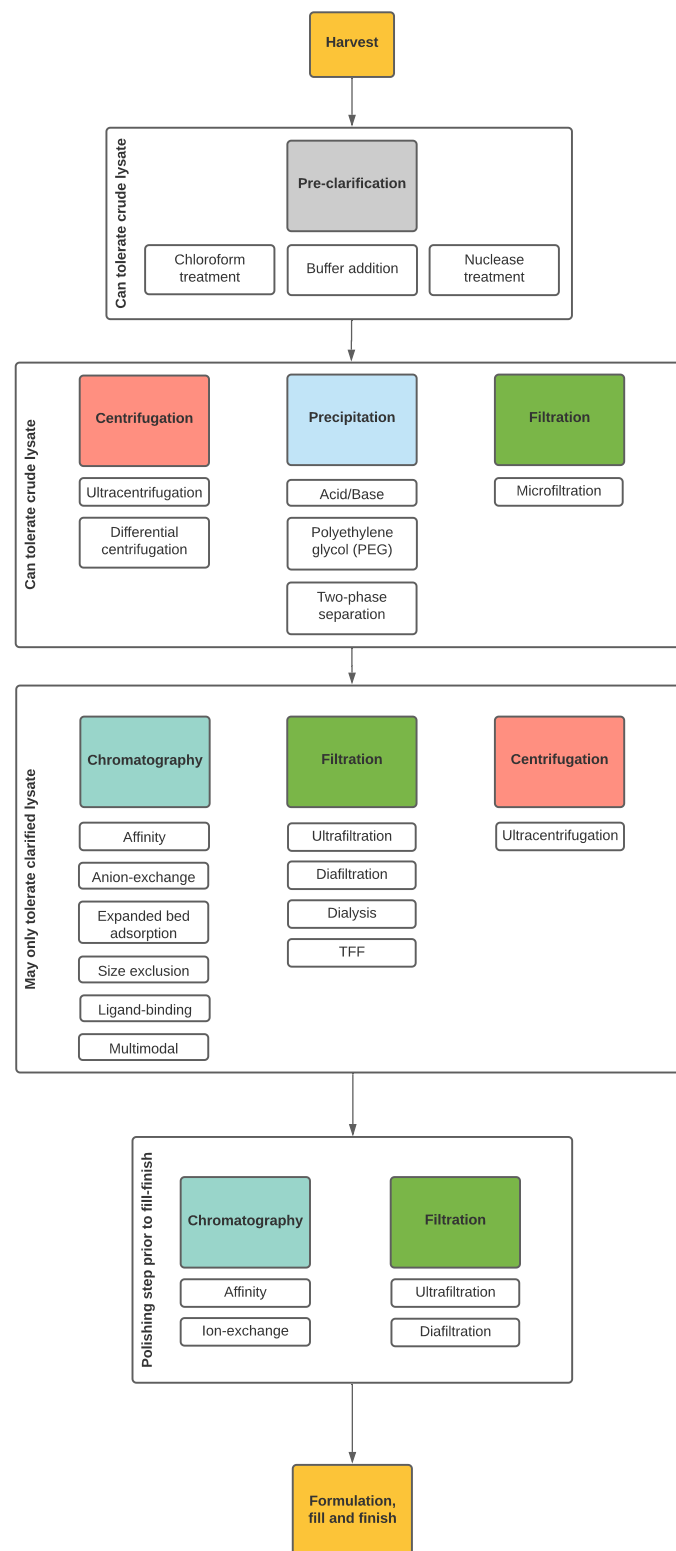 Harvest
Can tolerate crude lysate
Pre-clarification
Chloroform
treatment
Buffer addition
Nuclease
treatment
Can tolerate crude lysate
Centrifugation
Ultracentrifugation
Differential
centrifugation
Precipitation
Acid/Base
Polyethylene
glycol (PEG)
Two-phase
separation
Filtration
Microfiltration
May only tolerate clarified lysate
Chromatography
Affinity
Anion-exchange
Expanded bed
adsorption
Size exclusion
Ligand-binding
Multimodal
Filtration
Ultrafiltration
Diafiltration
Dialysis
TFF
Centrifugation
Ultracentrifugation
Polishing step prior to fill-finish
Chromatography
Affinity
Ion-exchange
Filtration
Ultrafiltration
Diafiltration
Formulation,
fill and finish